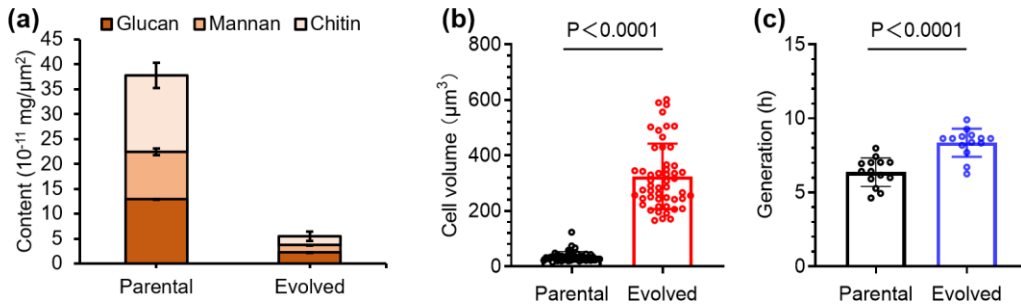 (a)
Glucan Mannan Chitin
Content (10⁻¹¹ mg/µm²)
45
40
35
30
25
20
15
10
5
0
Parental Evolved
(b)
P<0.0001
Cell volume (µm³)
800
600
400
200
0
Parental Evolved
(c)
P<0.0001
Generation (h)
15
10
5
0
Parental Evolved